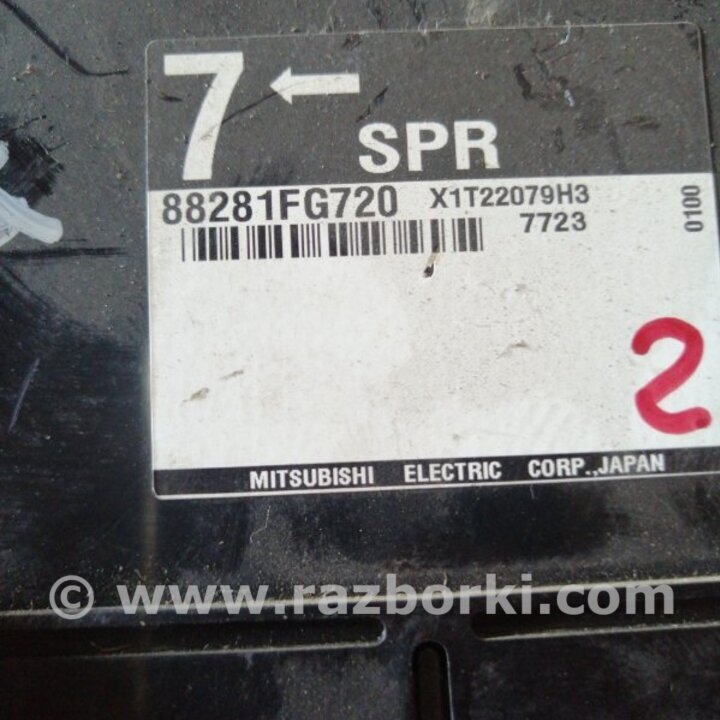 7 ← SPR
88281FG720 X1T22079H3
7723
0100
2
MITSUBISHI ELECTRIC CORP.,JAPAN
© www.razborki.com